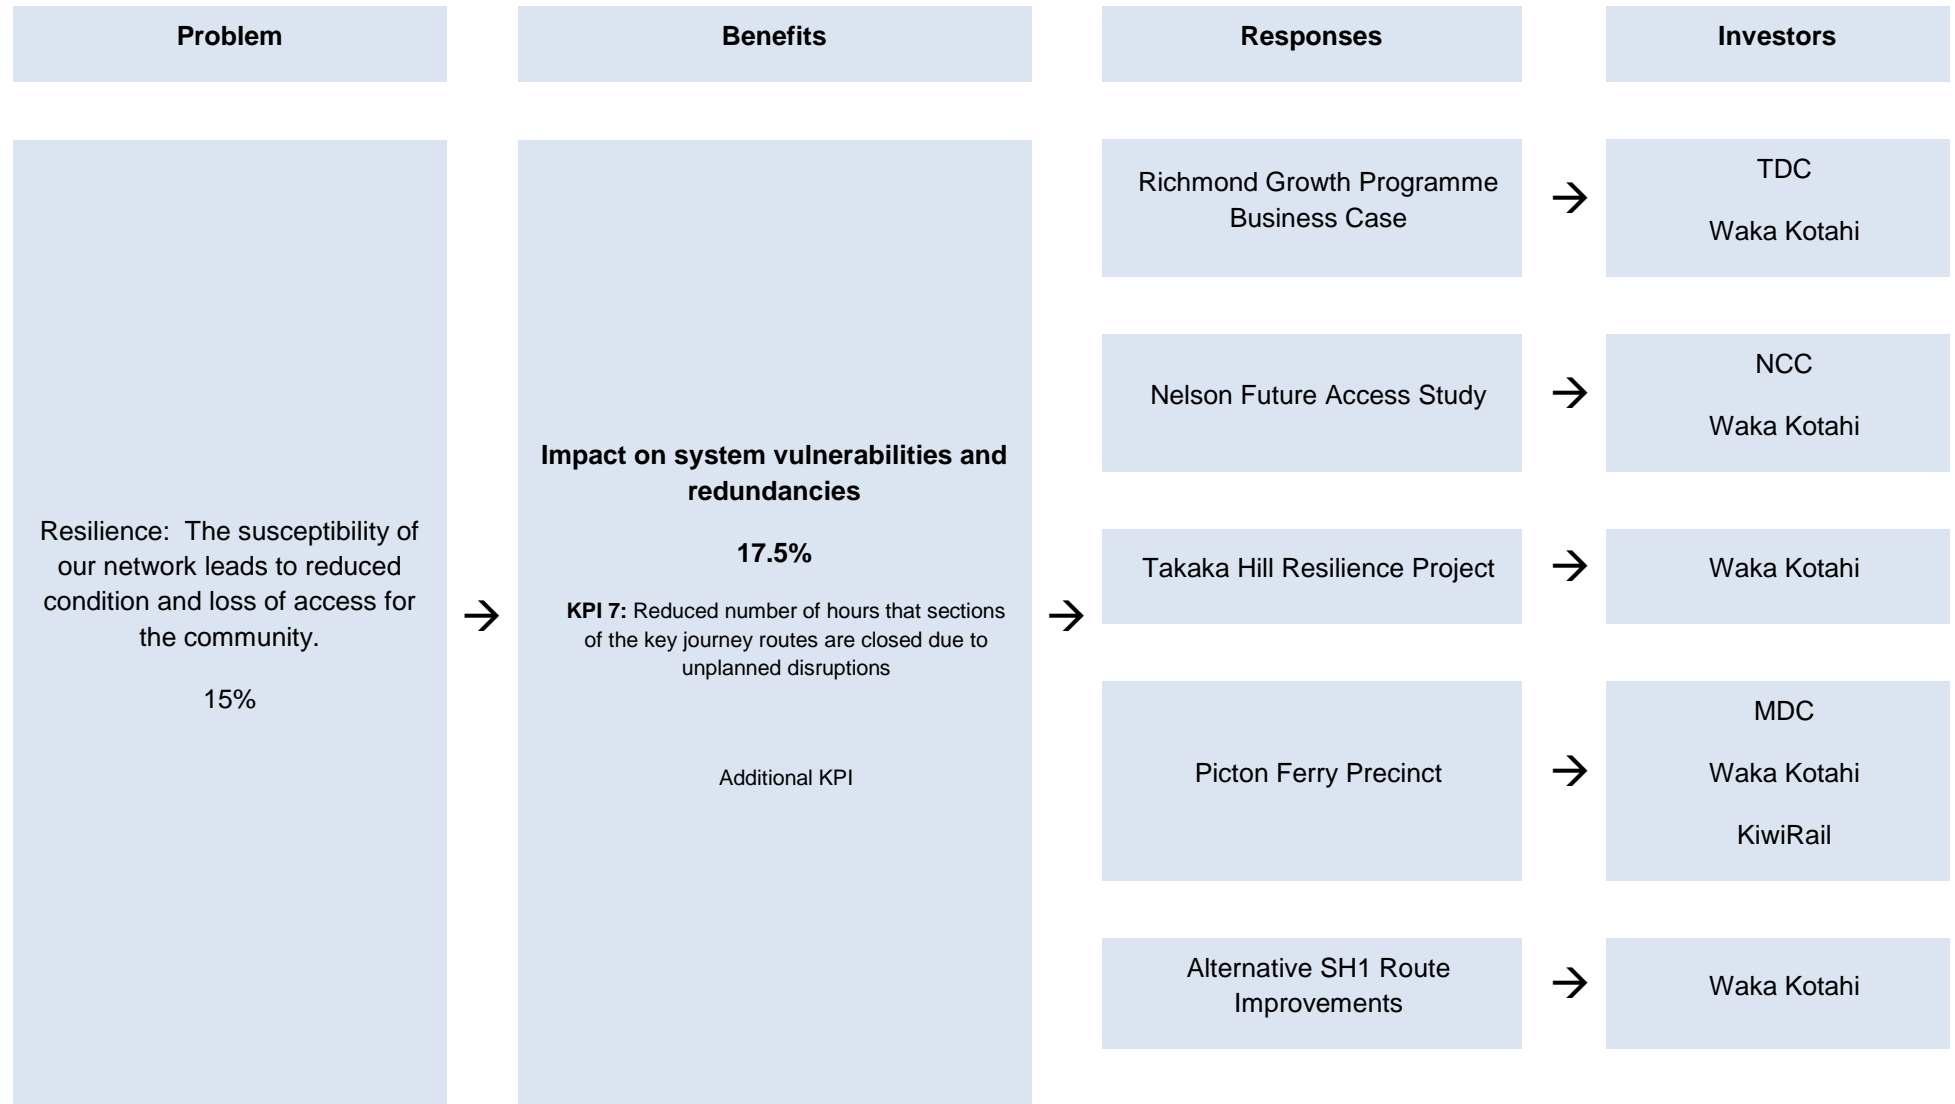 Problem
Benefits
Responses
Investors
Resilience:  The susceptibility of
our network leads to reduced
condition and loss of access for
the community.
15%
→
Impact on system vulnerabilities and
redundancies
17.5%
KPI 7: Reduced number of hours that sections
of the key journey routes are closed due to
unplanned disruptions
Additional KPI
→
Richmond Growth Programme
Business Case
→
TDC
Waka Kotahi
Nelson Future Access Study
→
NCC
Waka Kotahi
Takaka Hill Resilience Project
→
Waka Kotahi
Picton Ferry Precinct
→
MDC
Waka Kotahi
KiwiRail
Alternative SH1 Route
Improvements
→
Waka Kotahi